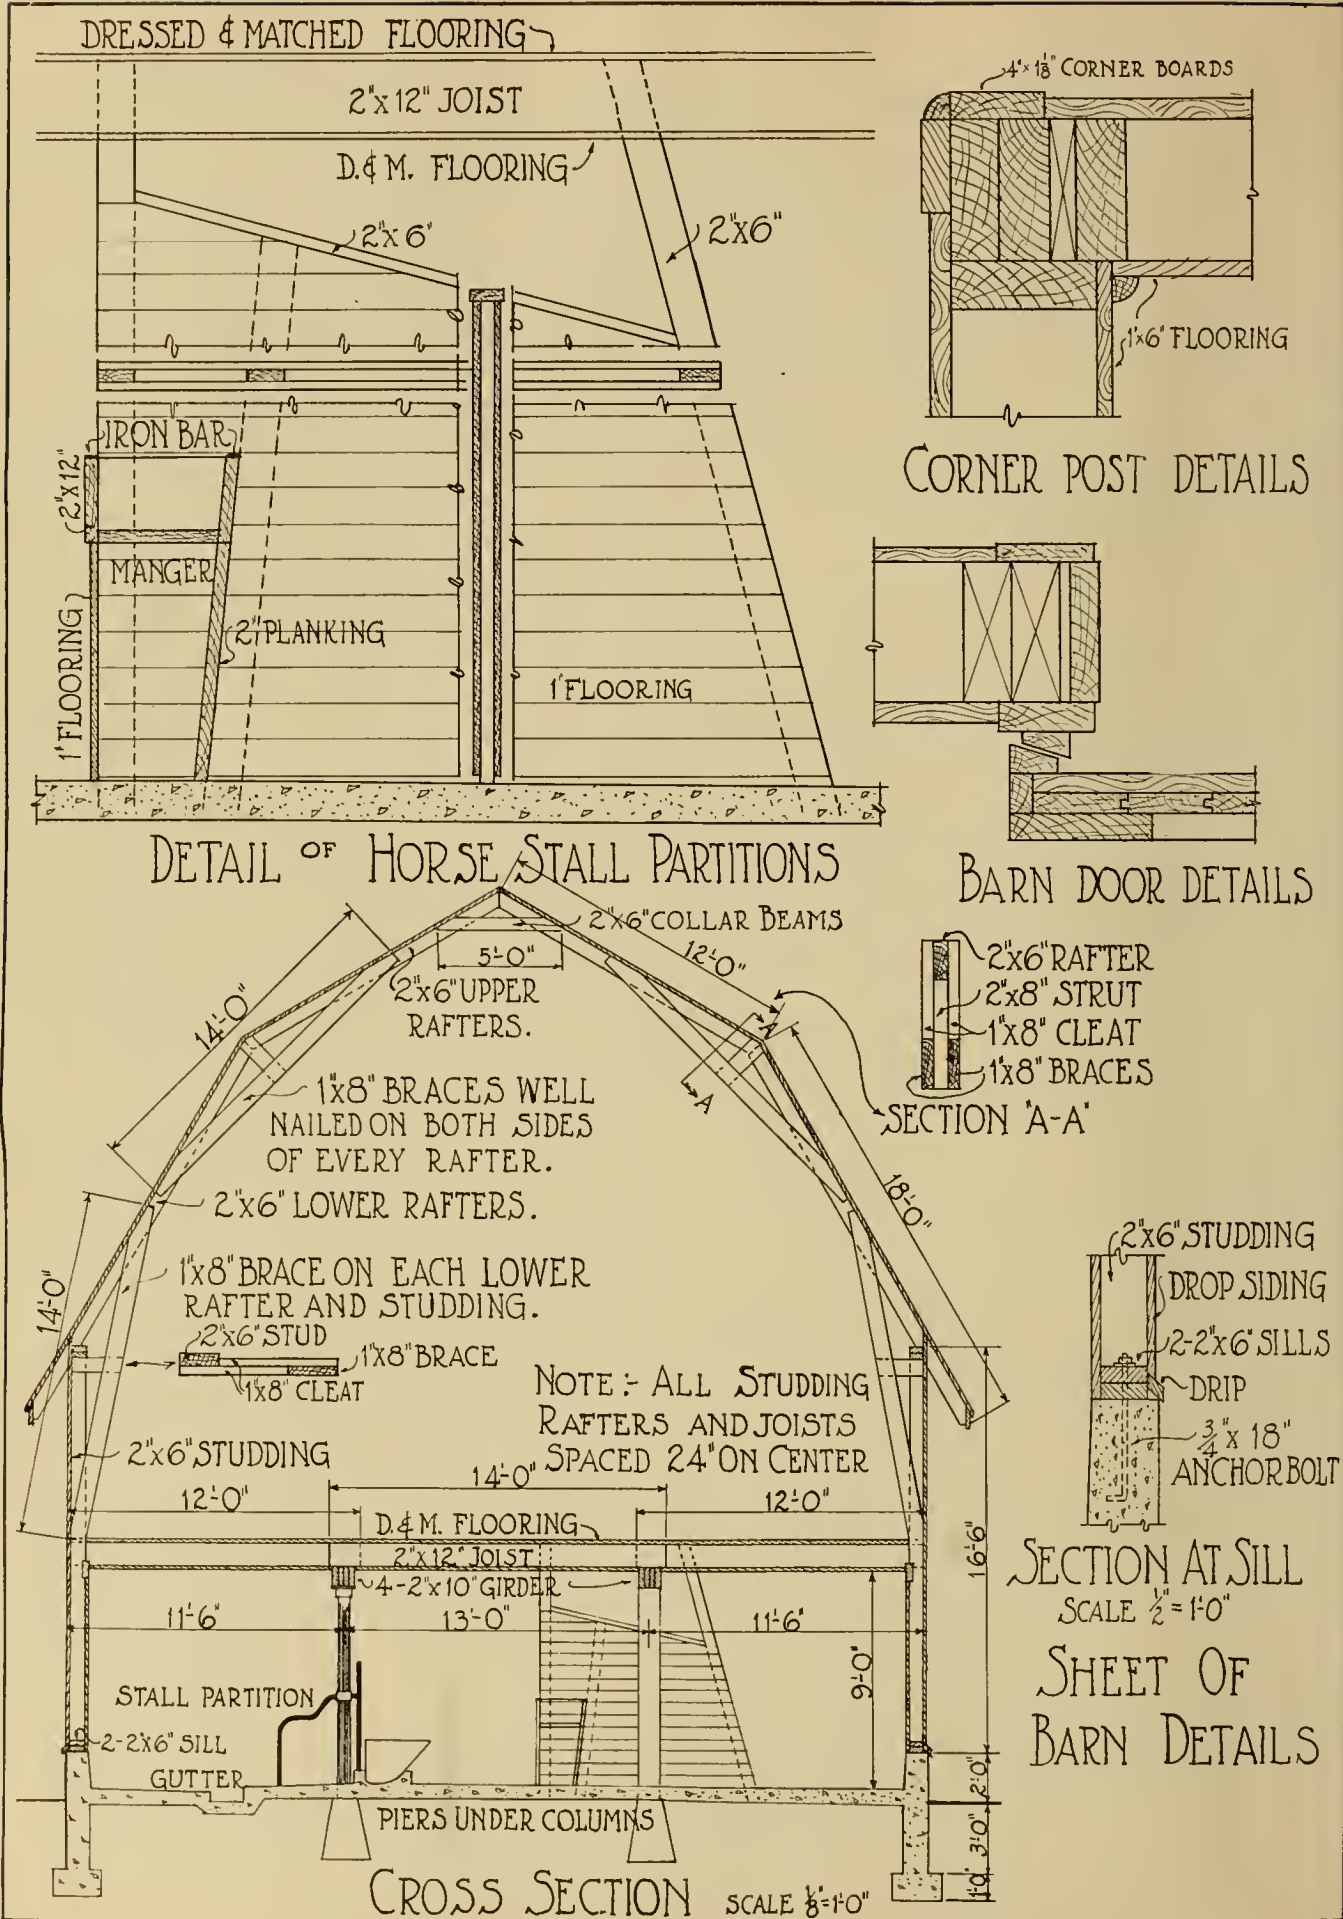 DRESSED & MATCHED FLOORING
2"x12" JOIST
D.& M. FLOORING
2"x6"
2"x6"
IRON BAR
2"x12"
MANGER
1" FLOORING
2" PLANKING
1" FLOORING
DETAIL OF HORSE STALL PARTITIONS
4"x 1⅛" CORNER BOARDS
1"x6" FLOORING
CORNER POST DETAILS
BARN DOOR DETAILS
2"x6" COLLAR BEAMS
12'-0"
5'-0"
14'-0"
2"x6" UPPER
RAFTERS.
A
A
1"x8" BRACES WELL
NAILED ON BOTH SIDES
OF EVERY RAFTER.
2"x6" LOWER RAFTERS.
18'-0"
14'-0"
1"x8" BRACE ON EACH LOWER
RAFTER AND STUDDING.
2"x6" STUD
1"x8" BRACE
1"x8" CLEAT
2"x6" RAFTER
2"x8" STRUT
1"x8" CLEAT
1"x8" BRACES
SECTION "A-A"
NOTE:- ALL STUDDING
RAFTERS AND JOISTS
SPACED 24" ON CENTER
2"x6" STUDDING
14'-0"
12'-0"
12'-0"
D.& M. FLOORING
2"x12" JOIST
4-2"x10" GIRDER
11'-6"
13'-0"
11'-6"
9'-0"
16'-6"
STALL PARTITION
2-2"x6" SILL
GUTTER
PIERS UNDER COLUMNS
2'-0"
3'-0"
1'-0"
CROSS SECTION SCALE ⅛"=1'-0"
2"x6" STUDDING
DROP SIDING
2-2"x6" SILLS
DRIP
¾"x 18"
ANCHOR BOLT
SECTION AT SILL
SCALE ½"=1'-0"
SHEET OF
BARN DETAILS